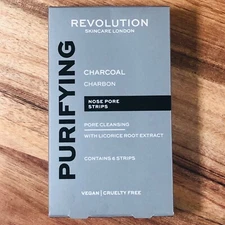 REVOLUTION
SKINCARE LONDON
PURIFYING
CHARCOAL
CHARBON
NOSE PORE
STRIPS
PORE CLEANSING
WITH LICORICE ROOT EXTRACT
CONTAINS 6 STRIPS
VEGAN | CRUELTY FREE